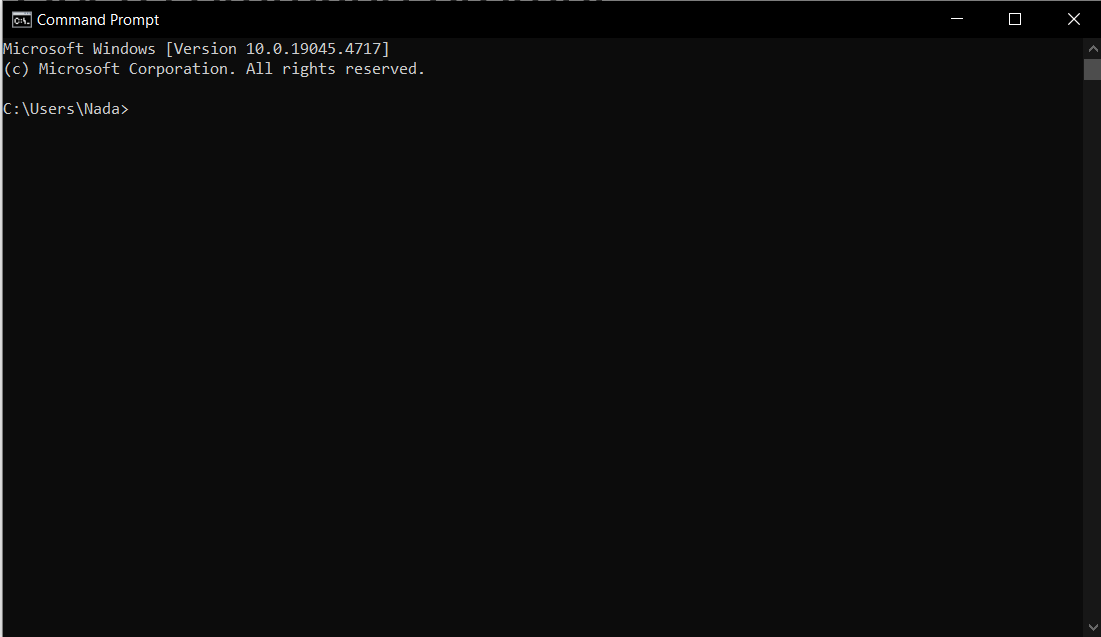 Command Prompt
Microsoft Windows [Version 10.0.19045.4717]
(c) Microsoft Corporation. All rights reserved.
C:\Users\Nada>